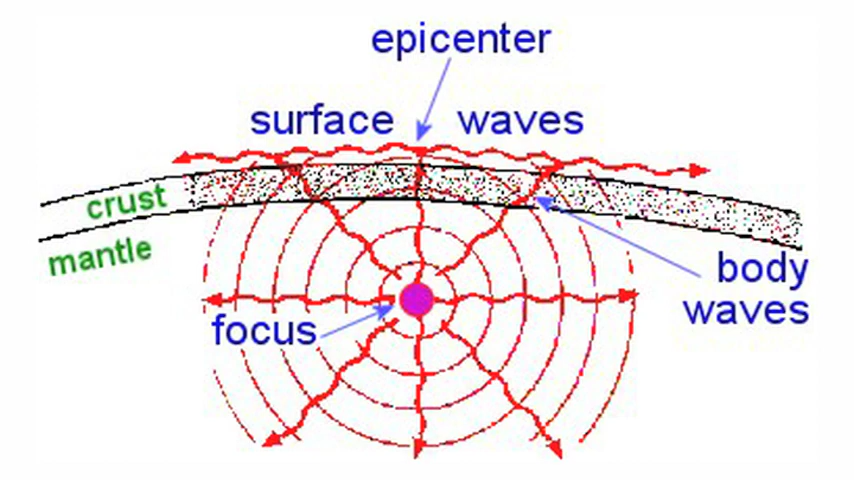 epicenter
surface waves
crust
mantle
body
waves
focus